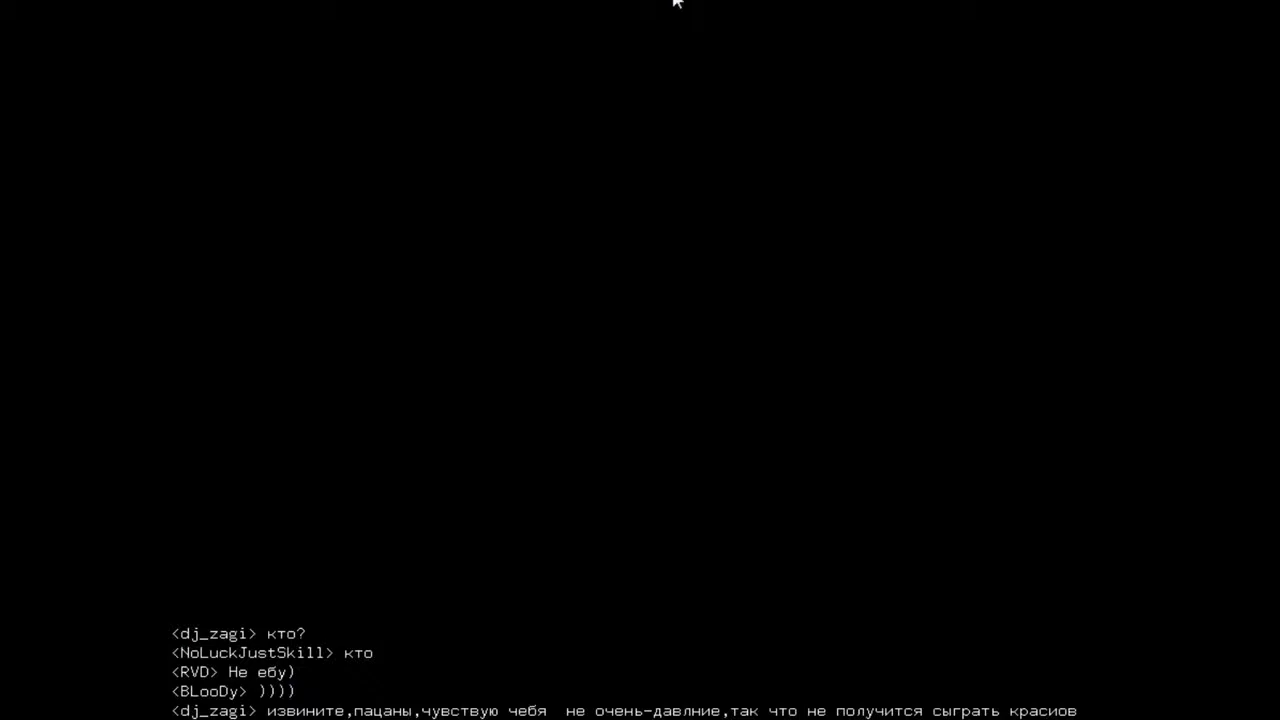 <dj_zagi> кто?
<NoLuckJustSkill> кто
<RVD> Не ебу)
<BLooDy> ))))
<dj_zagi> извините,пацаны,чувствую чебя  не очень-давлние,так что не получится сыграть красиов